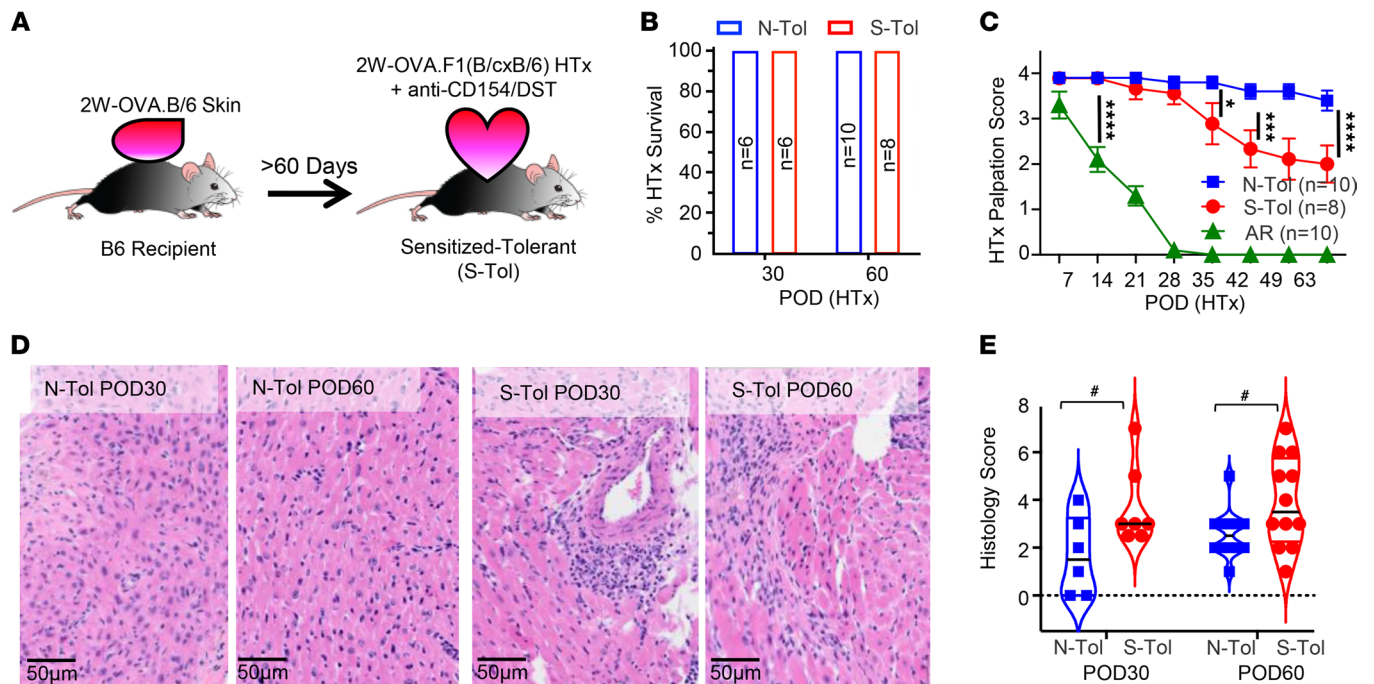 A
2W-OVA.B/6 Skin
>60 Days
2W-OVA.F1(B/cxB/6) HTx
+ anti-CD154/DST
B6 Recipient
Sensitized-Tolerant
(S-Tol)
B
N-Tol
S-Tol
% HTx Survival
100
80
60
40
20
0
n=6
n=6
n=10
n=8
30
60
POD (HTx)
C
HTx Palpation Score
4
3
2
1
0
****
*
***
****
N-Tol (n=10)
S-Tol (n=8)
AR (n=10)
7 14 21 28 35 42 49 63
POD (HTx)
D
N-Tol POD30
50μm
N-Tol POD60
50μm
S-Tol POD30
50μm
S-Tol POD60
50μm
E
Histology Score
8
6
4
2
0
#
#
N-Tol S-Tol N-Tol S-Tol
POD30 POD60